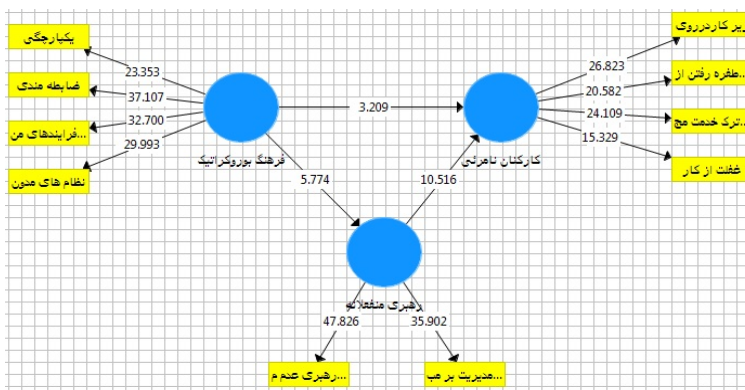 یکپارچگی
ضابطه مندی
فرایندهای من...
نظام های مدون
23.353
37.107
32.700
29.993
فرهنگ بوروکراتیک
3.209
5.774
10.516
کارکنان نامرئی
26.823
20.582
24.109
15.329
زیر کاردرروی
طفره رفتن از...
ترک خدمت مج...
غفلت از کار
رهبری منفعلانه
47.826
35.902
رهبری عدم م...
مدیریت بر مب...